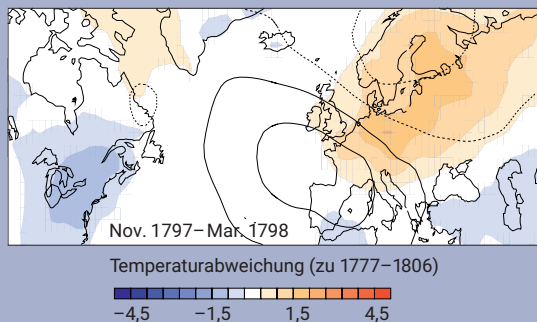 Nov. 1797–Mar. 1798
Temperaturabweichung (zu 1777–1806)
−4,5 −1,5 1,5 4,5